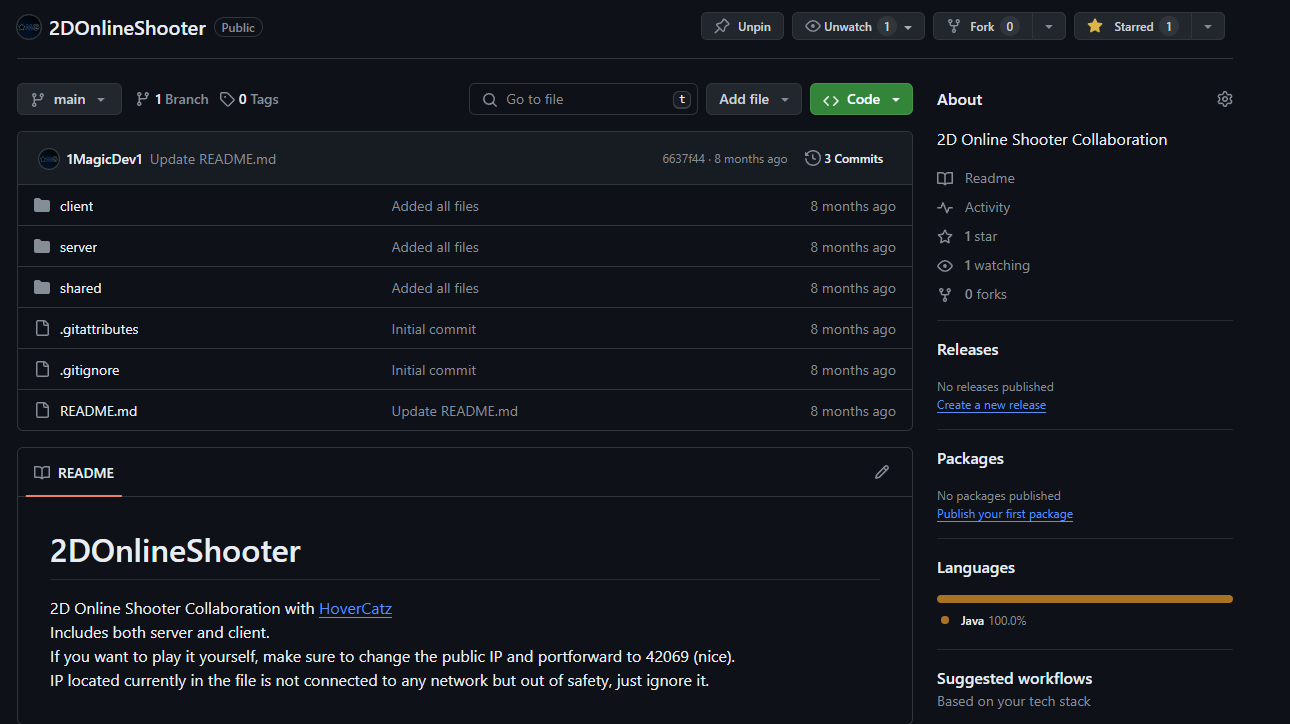 2DOnlineShooter Public Unpin Unwatch 1 Fork 0 Starred 1
main 1 Branch 0 Tags Go to file t Add file Code
1MagicDev1 Update README.md 6637f44 · 8 months ago 3 Commits
client Added all files 8 months ago
server Added all files 8 months ago
shared Added all files 8 months ago
.gitattributes Initial commit 8 months ago
.gitignore Initial commit 8 months ago
README.md Update README.md 8 months ago
README
2DOnlineShooter
2D Online Shooter Collaboration with HoverCatz
Includes both server and client.
If you want to play it yourself, make sure to change the public IP and portforward to 42069 (nice).
IP located currently in the file is not connected to any network but out of safety, just ignore it.
About
2D Online Shooter Collaboration
Readme
Activity
1 star
1 watching
0 forks
Releases
No releases published
Create a new release
Packages
No packages published
Publish your first package
Languages
Java 100.0%
Suggested workflows
Based on your tech stack